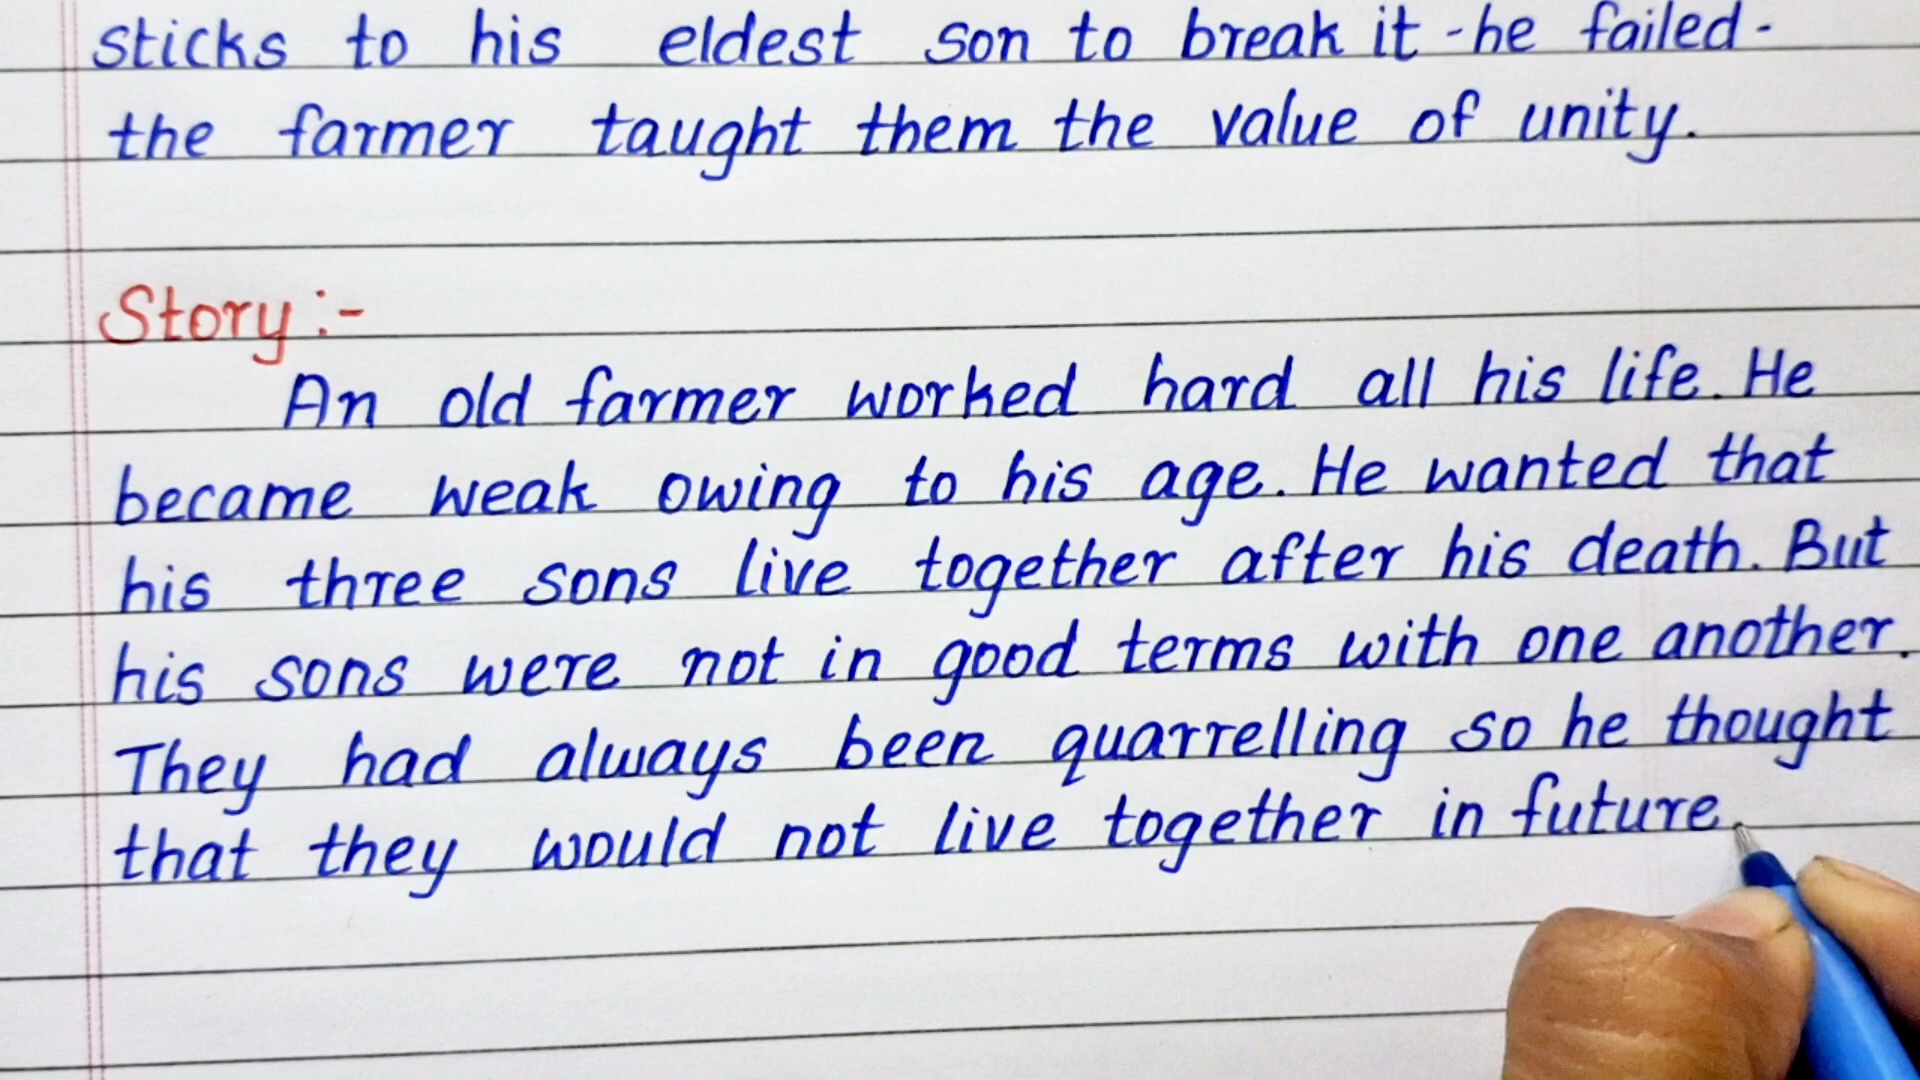 sticks to his eldest son to break it - he failed -
the farmer taught them the value of unity.
Story :-
An old farmer worked hard all his life. He
became weak owing to his age. He wanted that
his three sons live together after his death. But
his sons were not in good terms with one another.
They had always been quarrelling so he thought
that they would not live together in future.